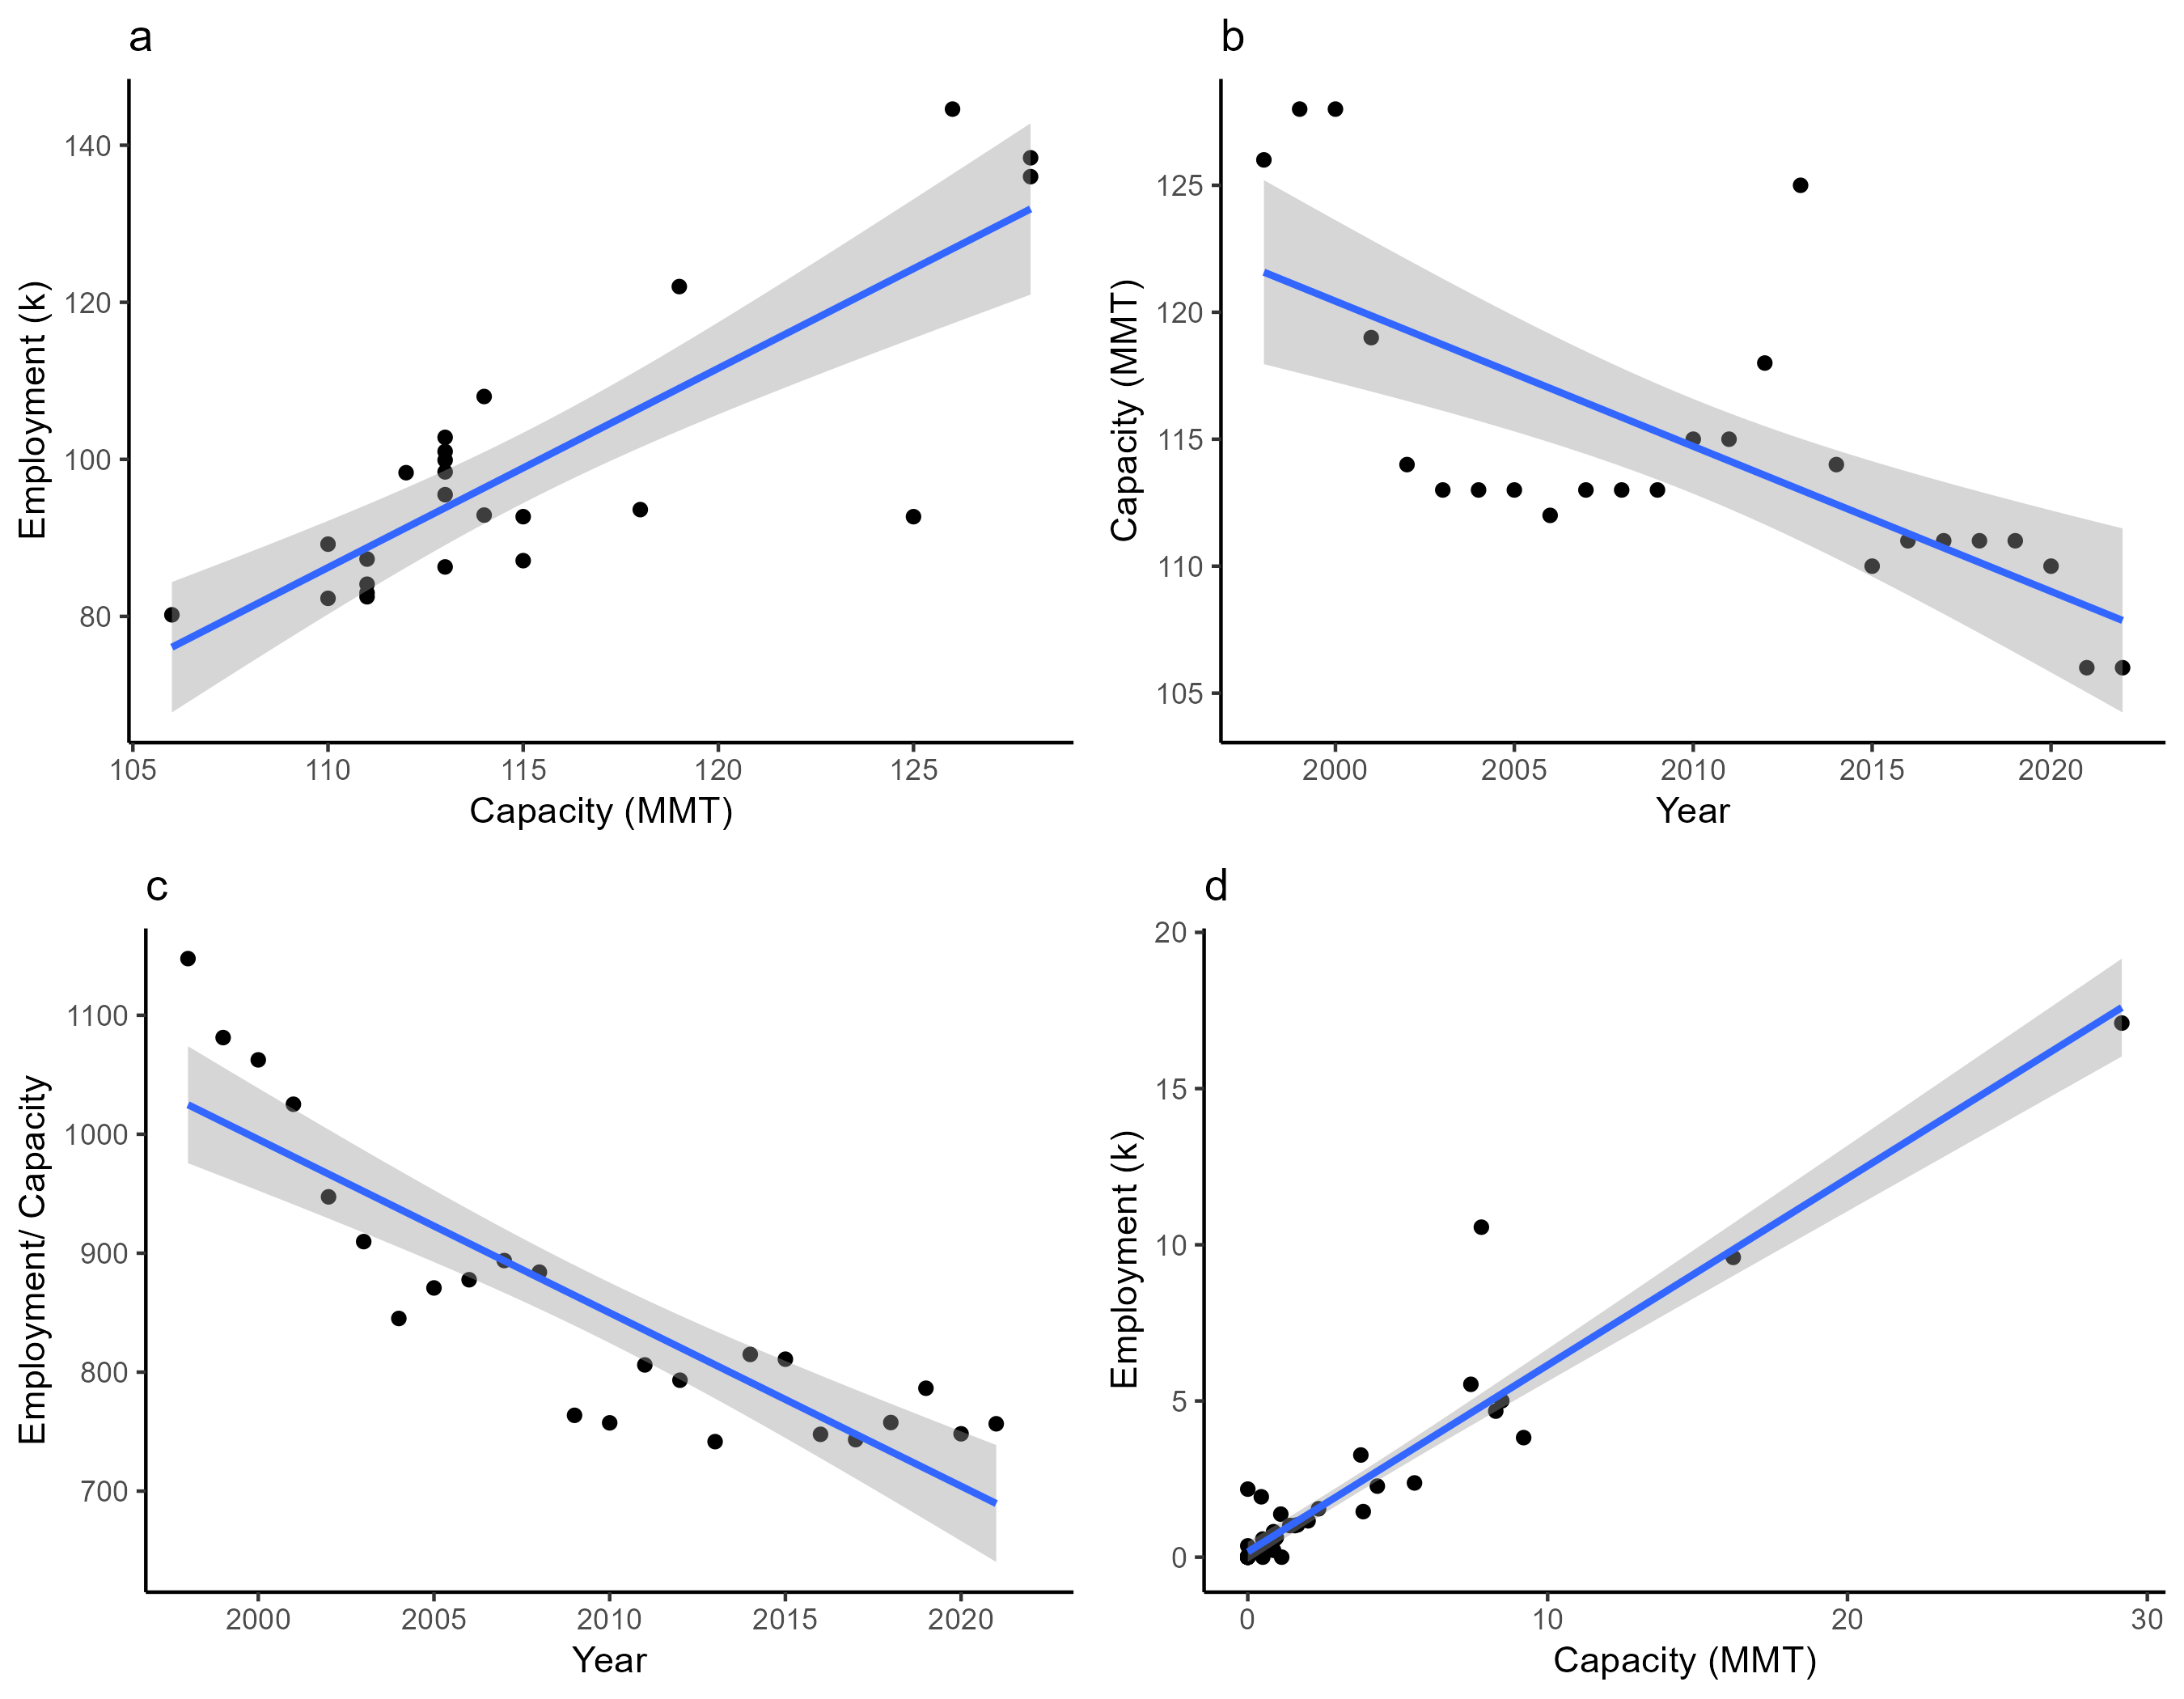 a
140
120
100
80
Employment (k)
105 110 115 120 125
Capacity (MMT)
b
125
120
115
110
105
Capacity (MMT)
2000 2005 2010 2015 2020
Year
c
1100
1000
900
800
700
Employment/ Capacity
2000 2005 2010 2015 2020
Year
d
20
15
10
5
0
Employment (k)
0 10 20 30
Capacity (MMT)